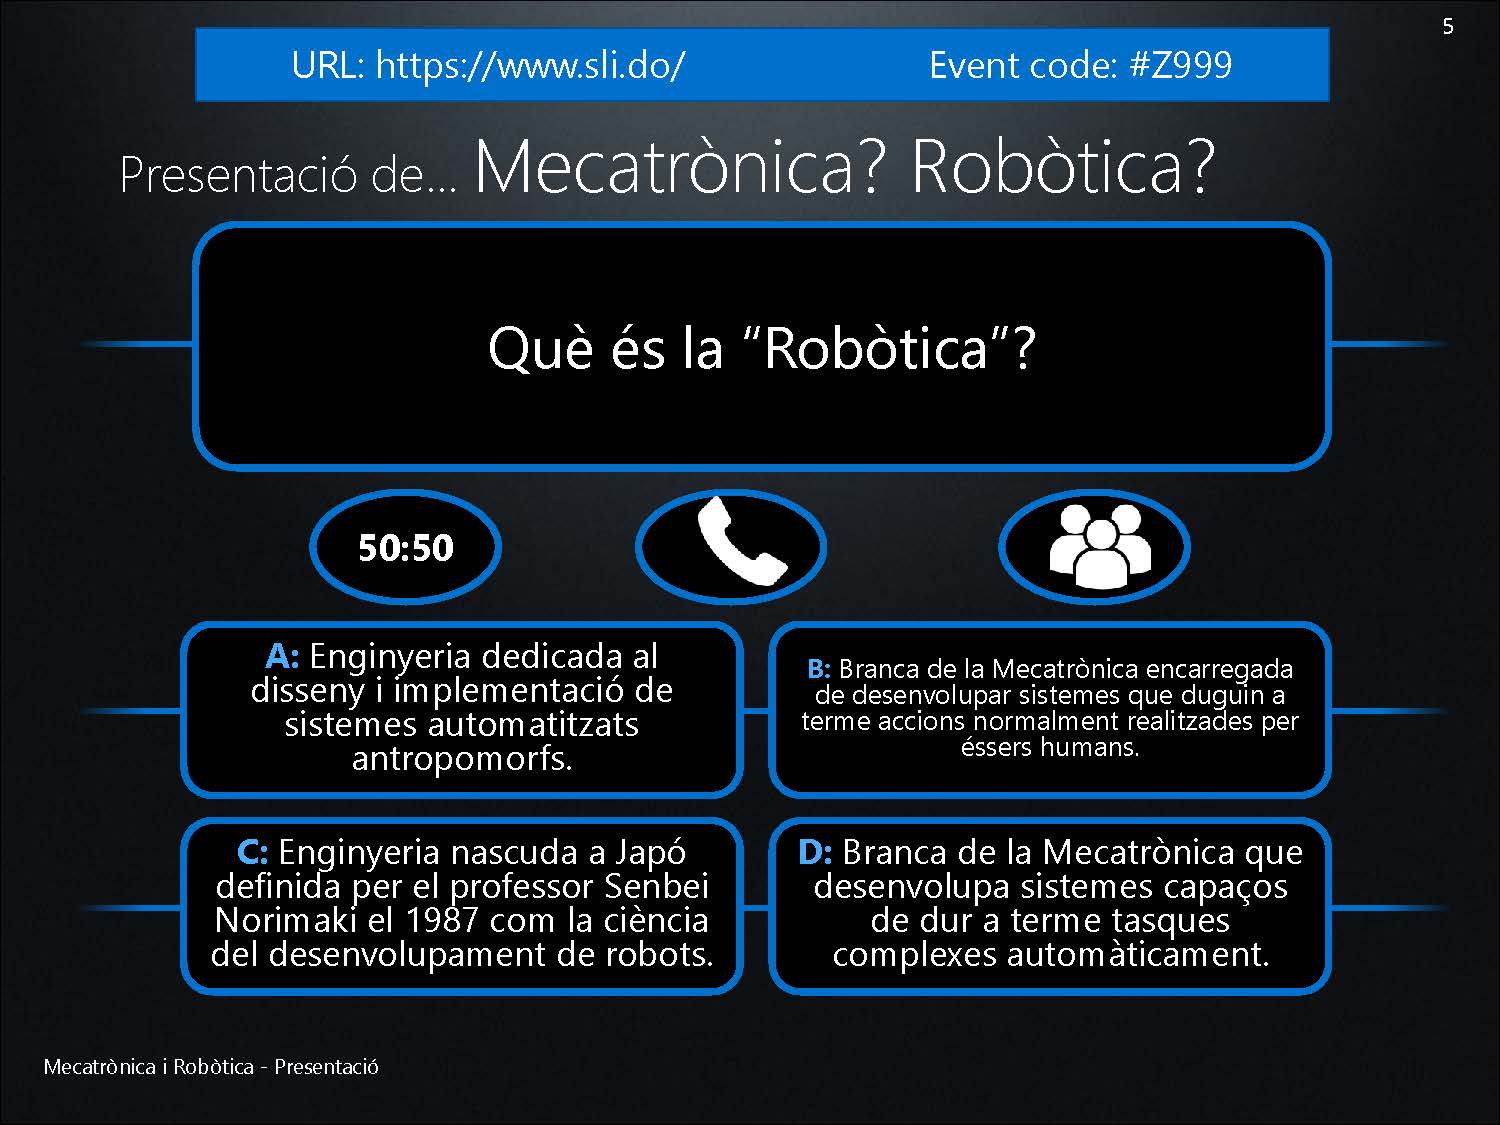 5
URL: https://www.sli.do/ Event code: #Z999
Presentació de... Mecatrònica? Robòtica?
Què és la “Robòtica”?
50:50
A: Enginyeria dedicada al
disseny i implementació de
sistemes automatitzats
antropomorfs.
B: Branca de la Mecatrònica encarregada
de desenvolupar sistemes que duguin a
terme accions normalment realitzades per
éssers humans.
C: Enginyeria nascuda a Japó
definida per el professor Senbei
Norimaki el 1987 com la ciència
del desenvolupament de robots.
D: Branca de la Mecatrònica que
desenvolupa sistemes capaços
de dur a terme tasques
complexes automàticament.
Mecatrònica i Robòtica - Presentació